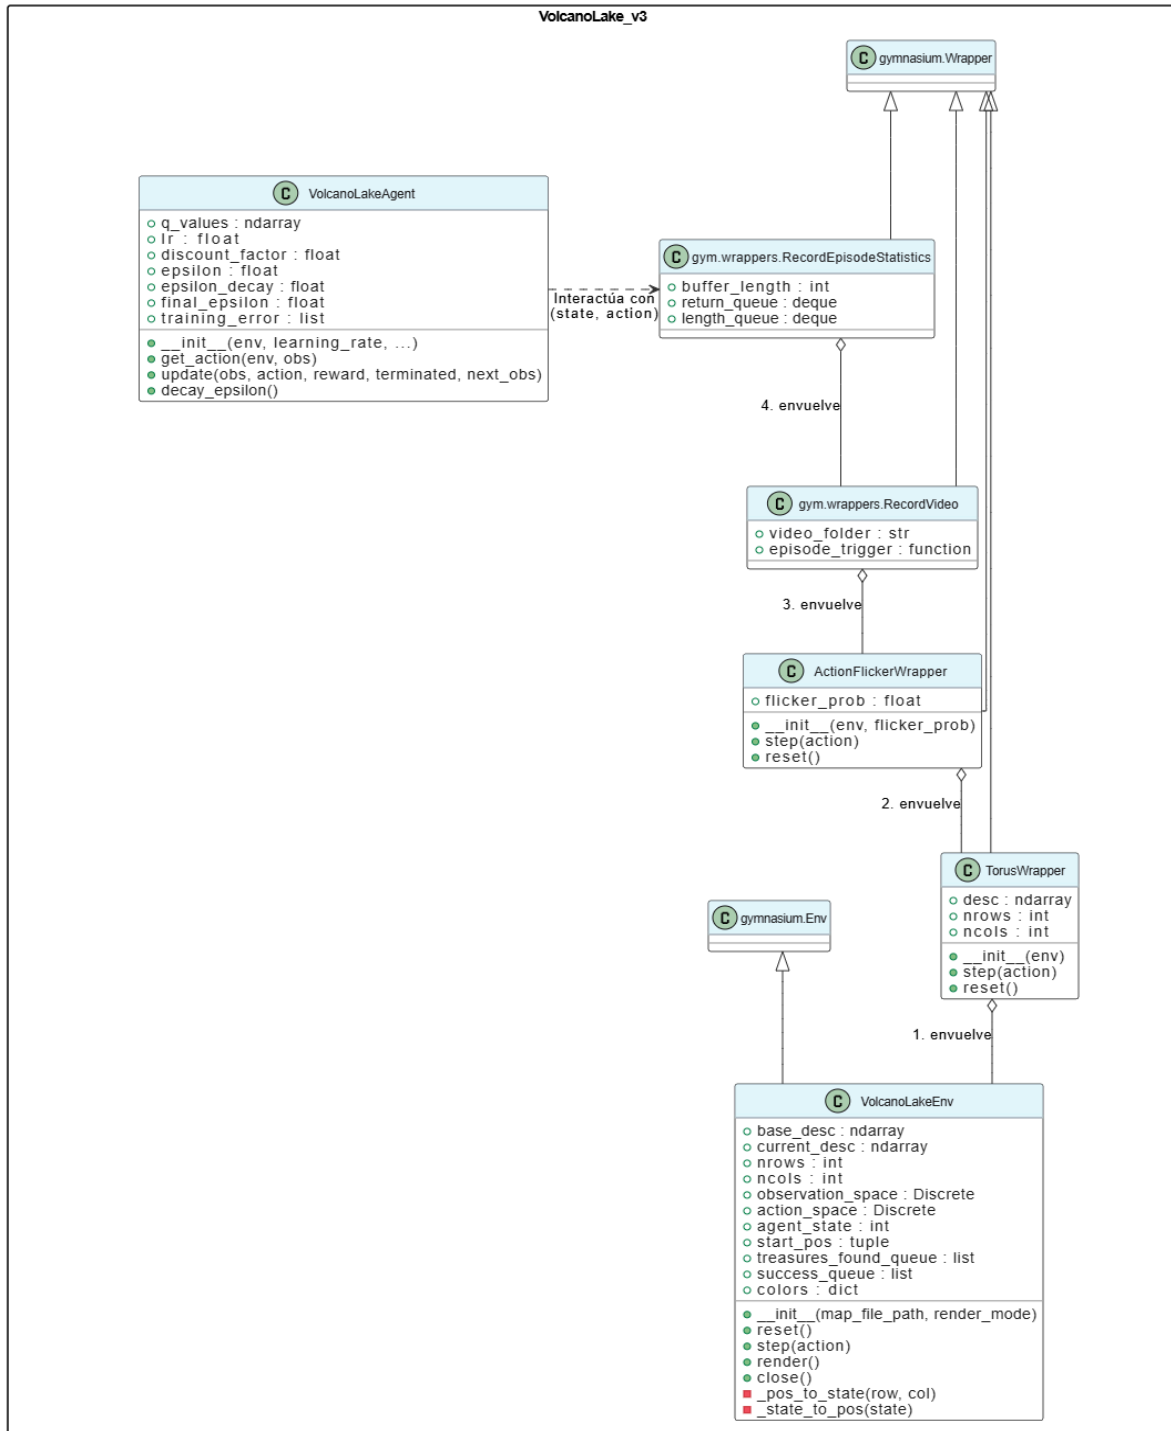 VolcanoLake_v3
C gymnasium.Wrapper
C VolcanoLakeAgent
q_values : ndarray
lr : float
discount_factor : float
epsilon : float
epsilon_decay : float
final_epsilon : float
training_error : list
__init__(env, learning_rate, ...)
get_action(env, obs)
update(obs, action, reward, terminated, next_obs)
decay_epsilon()
Interactúa con
(state, action)
C gym.wrappers.RecordEpisodeStatistics
buffer_length : int
return_queue : deque
length_queue : deque
4. envuelve
C gym.wrappers.RecordVideo
video_folder : str
episode_trigger : function
3. envuelve
C ActionFlickerWrapper
flicker_prob : float
__init__(env, flicker_prob)
step(action)
reset()
2. envuelve
C TorusWrapper
desc : ndarray
nrows : int
ncols : int
__init__(env)
step(action)
reset()
C gymnasium.Env
1. envuelve
C VolcanoLakeEnv
base_desc : ndarray
current_desc : ndarray
nrows : int
ncols : int
observation_space : Discrete
action_space : Discrete
agent_state : int
start_pos : tuple
treasures_found_queue : list
success_queue : list
colors : dict
__init__(map_file_path, render_mode)
reset()
step(action)
render()
close()
_pos_to_state(row, col)
_state_to_pos(state)